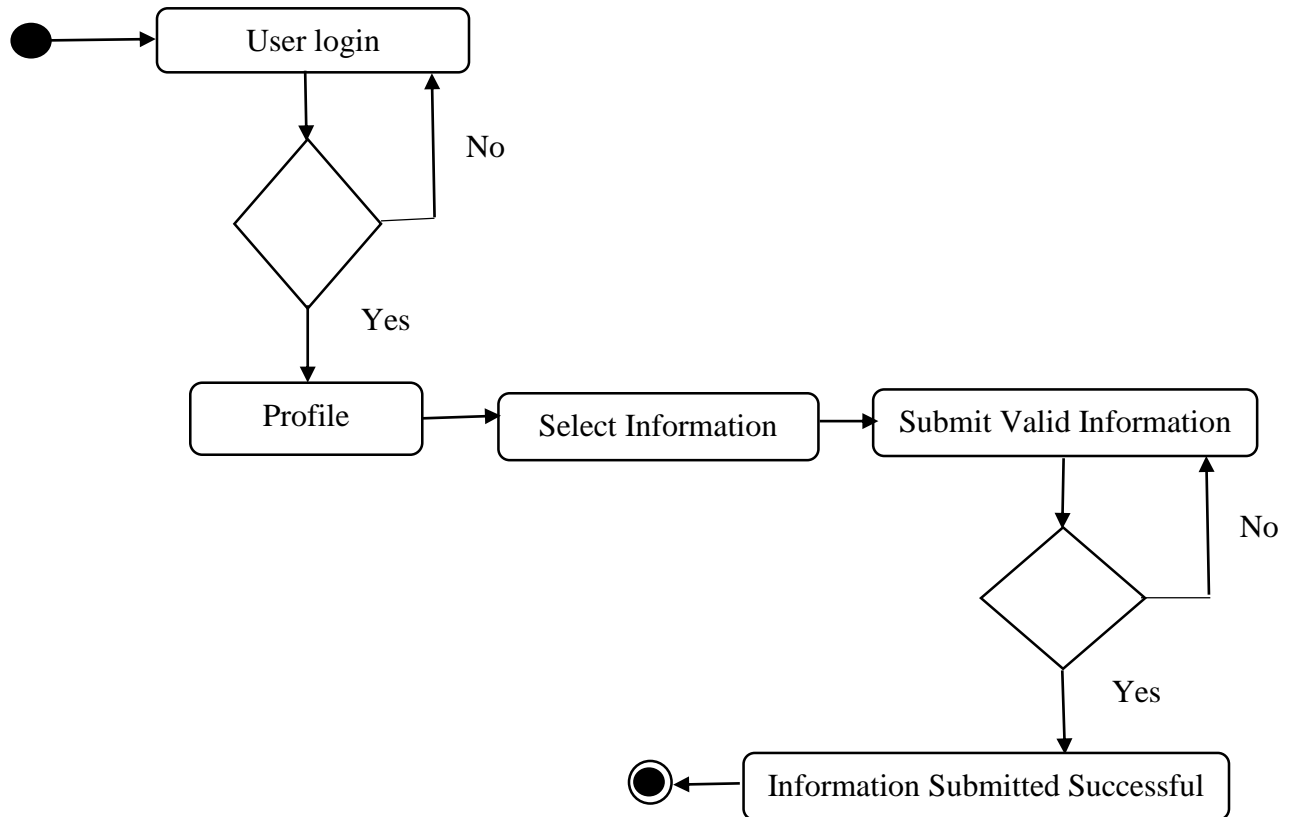 User login
No
Yes
Profile
Select Information
Submit Valid Information
No
Yes
Information Submitted Successful